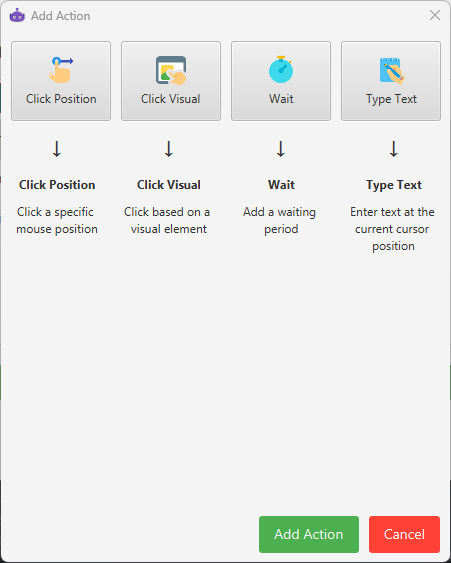 Add Action
Click Position
Click Visual
Wait
Type Text
↓
↓
↓
↓
Click Position
Click Visual
Wait
Type Text
Click a specific
mouse position
Click based on a
visual element
Add a waiting
period
Enter text at the
current cursor
position
Add Action
Cancel